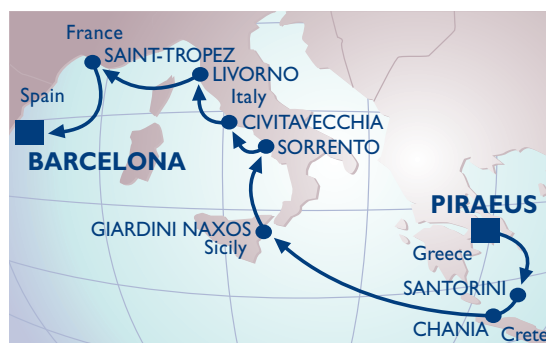 France
SAINT-TROPEZ
LIVORNO
Italy
Spain
CIVITAVECCHIA
BARCELONA
SORRENTO
PIRAEUS
GIARDINI NAXOS
Sicily
Greece
SANTORINI
CHANIA
Crete